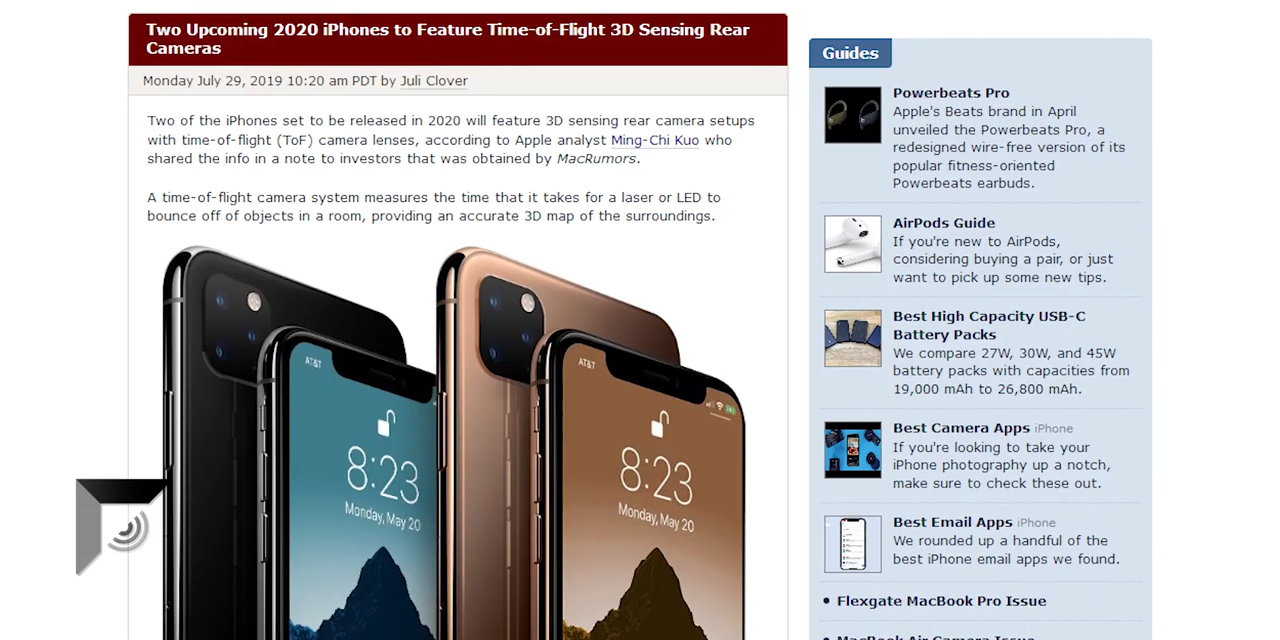 Two Upcoming 2020 iPhones to Feature Time-of-Flight 3D Sensing Rear
Cameras
Monday July 29, 2019 10:20 am PDT by Juli Clover
Two of the iPhones set to be released in 2020 will feature 3D sensing rear camera setups
with time-of-flight (ToF) camera lenses, according to Apple analyst Ming-Chi Kuo who
shared the info in a note to investors that was obtained by MacRumors.
A time-of-flight camera system measures the time that it takes for a laser or LED to
bounce off of objects in a room, providing an accurate 3D map of the surroundings.
AT&T
8:23
Monday, May 20
AT&T
8:23
Monday, May 20
Guides
Powerbeats Pro
Apple's Beats brand in April
unveiled the Powerbeats Pro, a
redesigned wire-free version of its
popular fitness-oriented
Powerbeats earbuds.
AirPods Guide
If you're new to AirPods,
considering buying a pair, or just
want to pick up some new tips.
Best High Capacity USB-C
Battery Packs
We compare 27W, 30W, and 45W
battery packs with capacities from
19,000 mAh to 26,800 mAh.
Best Camera Apps iPhone
If you're looking to take your
iPhone photography up a notch,
make sure to check these out.
Best Email Apps iPhone
We rounded up a handful of the
best iPhone email apps we found.
Flexgate MacBook Pro Issue
MacBook Air Camera Issue